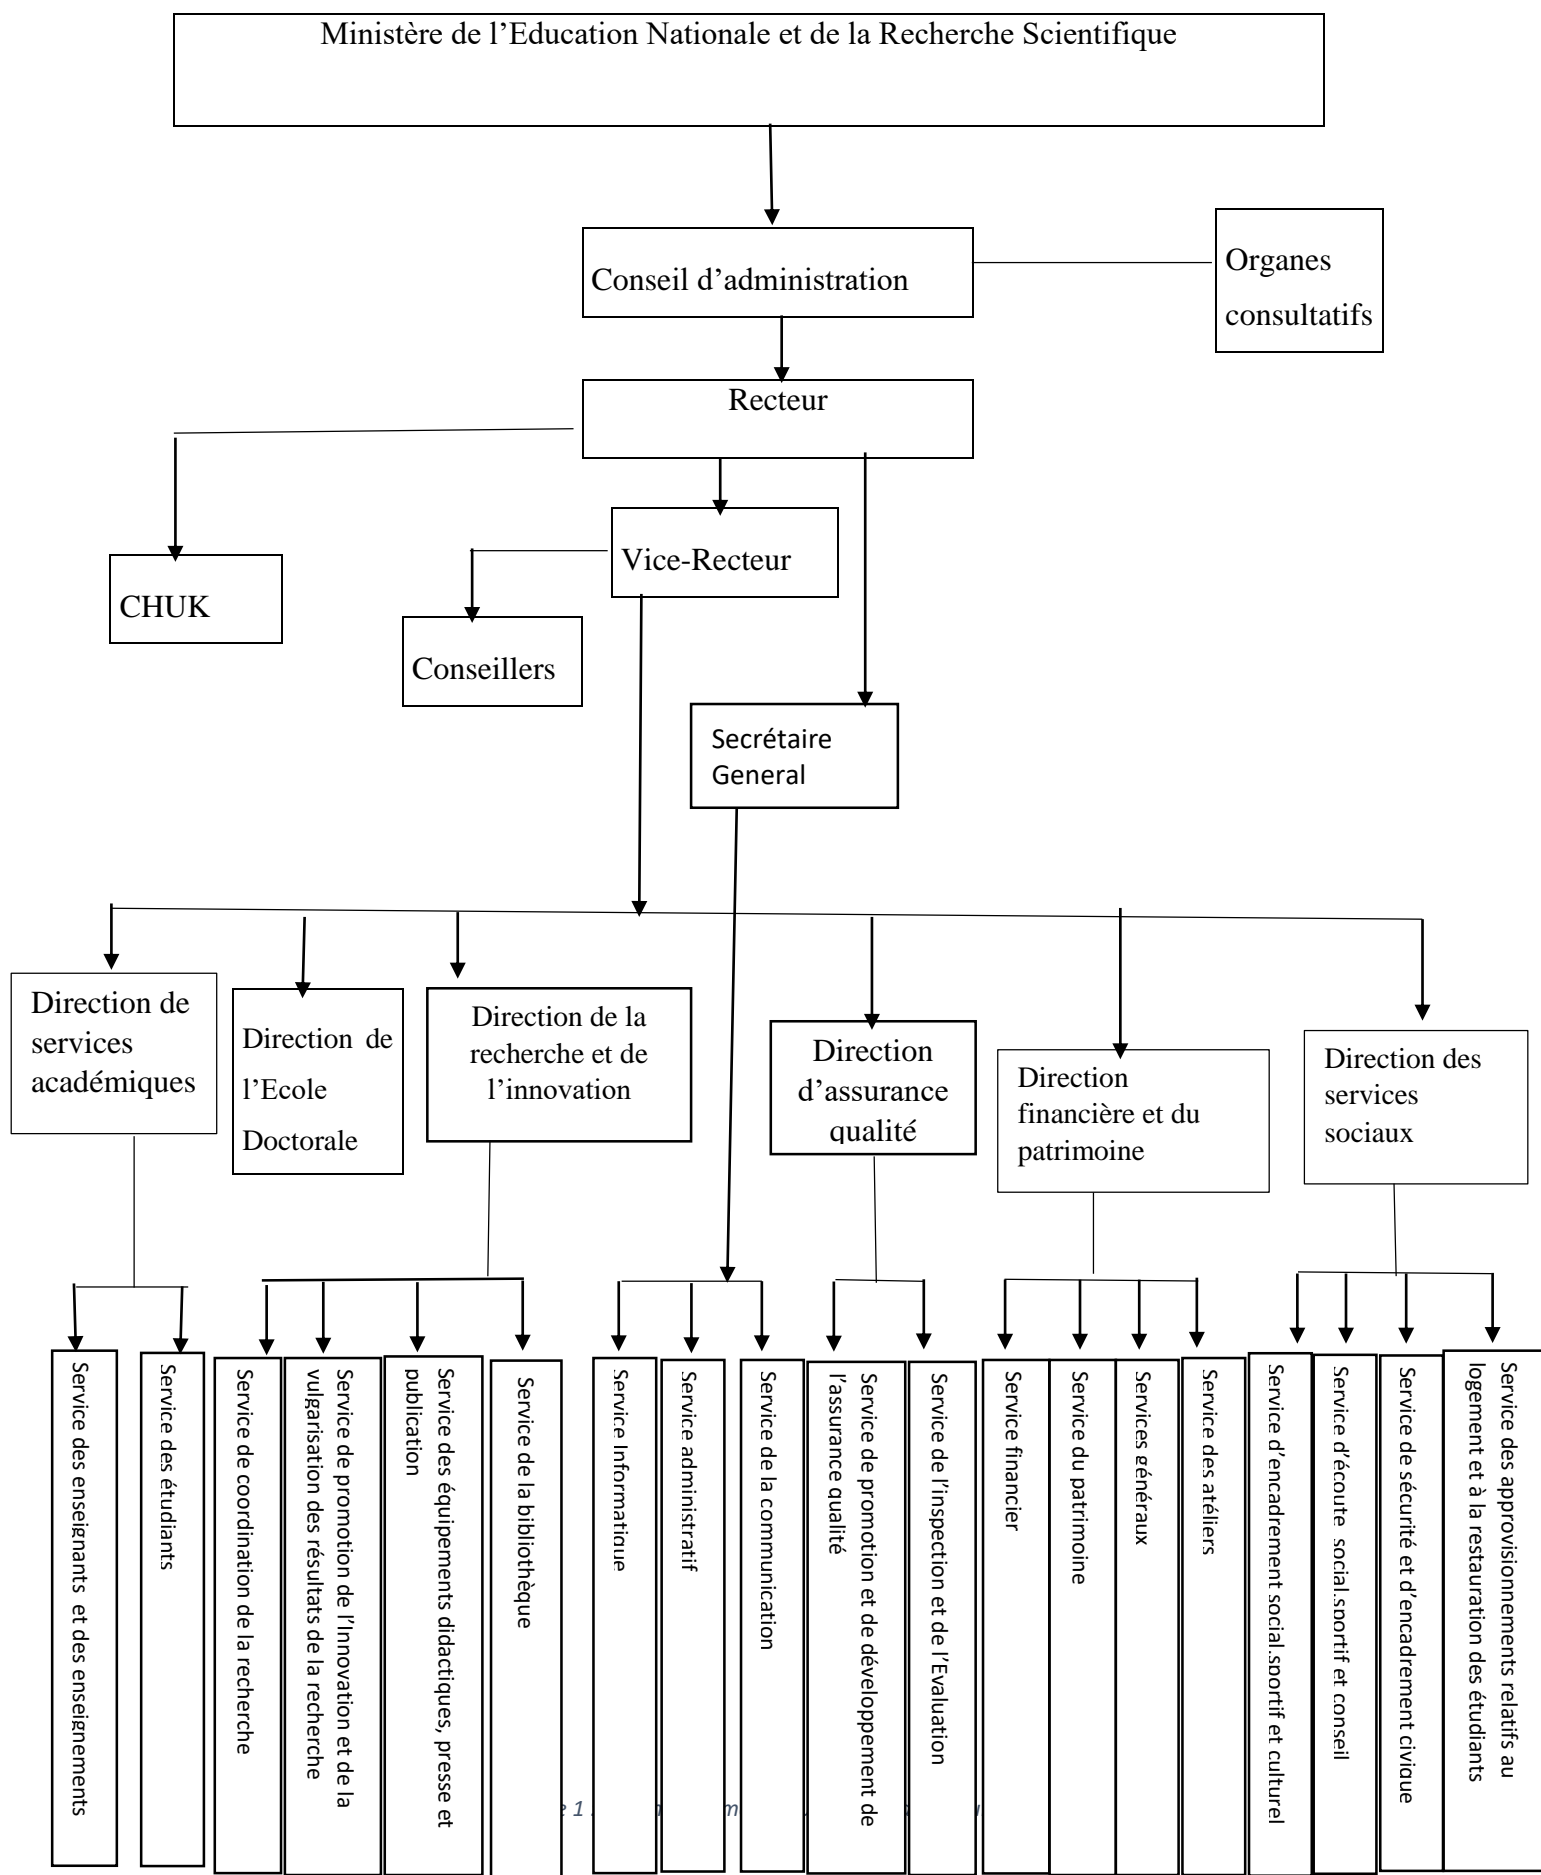 Ministère de l’Education Nationale et de la Recherche Scientifique
Conseil d’administration
Organes
consultatifs
Recteur
Vice-Recteur
CHUK
Conseillers
Secrétaire
General
Direction de
services
académiques
Direction de
l’Ecole
Doctorale
Direction de la
recherche et de
l’innovation
Direction
d’assurance
qualité
Direction
financière et du
patrimoine
Direction des
services
sociaux
Service des enseignants et des enseignements
Service des étudiants
Service de coordination de la recherche
Service de promotion de l’Innovation et de la
vulgarisation des résultats de la recherche
Service des équipements didactiques, presse et
publication
Service de la bibliothèque
Service Informatique
Service administratif
Service de la communication
Service de promotion et de développement de
l’assurance qualité
Service de l’inspection et de l’Evaluation
Service financier
Service du patrimoine
Services généraux
Service des atéliers
Service d’encadrement social,sportif et culturel
Service d’écoute social,sportif et conseil
Service de sécurité et d’encadrement civique
Service des approvisionnements relatifs au
logement et à la restauration des étudiants